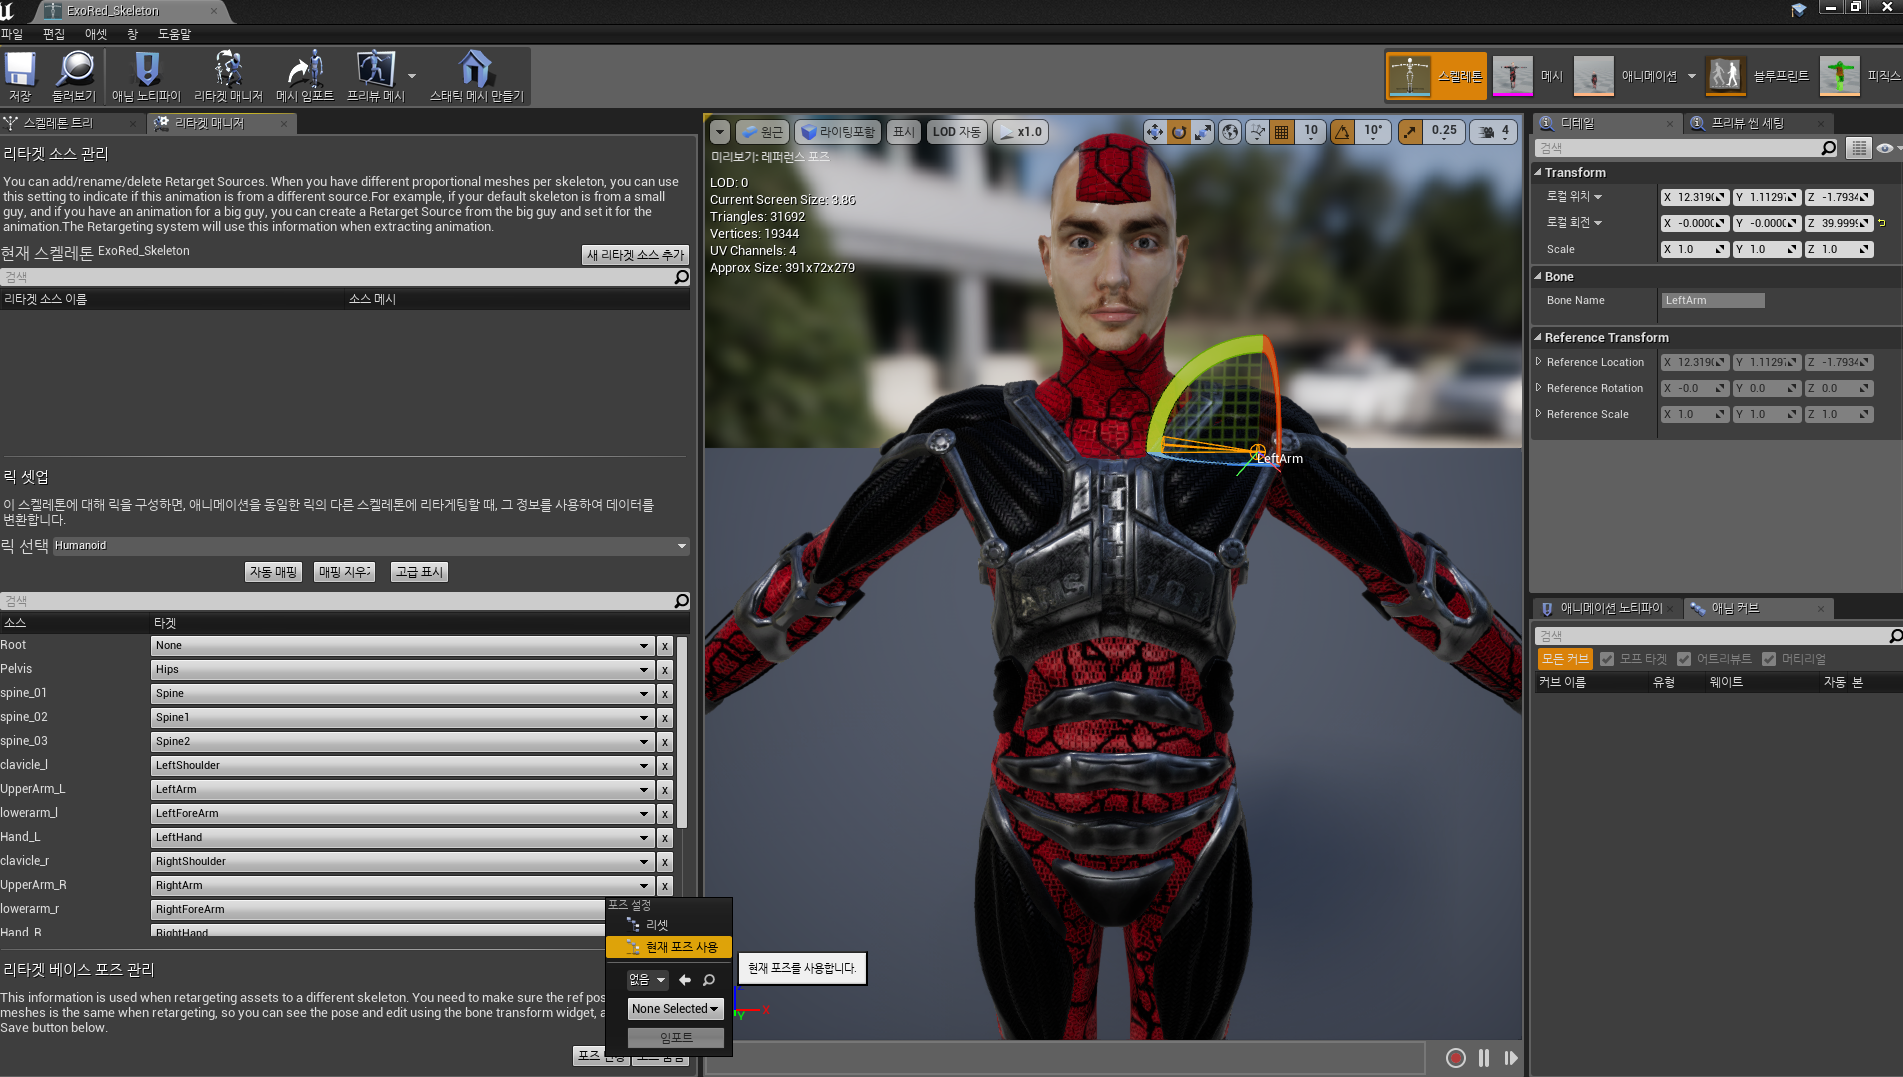 ExoRed_Skeleton
파일 편집 애셋 창 도움말
저장 둘러보기 애님 노티파이 리타겟 매니저 메시 임포트 프리뷰 메시 스태틱 메시 만들기
스켈레톤 메시 애니메이션 블루프린트 피직스
스켈레톤 트리 리타겟 매니저
리타겟 소스 관리
You can add/rename/delete Retarget Sources. When you have different proportional meshes per skeleton, you can use
this setting to indicate if this animation is from a different source.For example, if your default skeleton is from a small
guy, and if you have an animation for a big guy, you can create a Retarget Source from the big guy and set it for the
animation.The Retargeting system will use this information when extracting animation.
현재 스켈레톤 ExoRed_Skeleton 새 리타겟 소스 추가
검색
리타겟 소스 이름 소스 메시
릭 셋업
이 스켈레톤에 대해 릭을 구성하면, 애니메이션을 동일한 릭의 다른 스켈레톤에 리타게팅할 때, 그 정보를 사용하여 데이터를
변환합니다.
릭 선택 Humanoid
자동 매핑 매핑 지우기 고급 표시
검색
소스 타겟
Root None x
Pelvis Hips x
spine_01 Spine x
spine_02 Spine1 x
spine_03 Spine2 x
clavicle_l LeftShoulder x
UpperArm_L LeftArm x
lowerarm_l LeftForeArm x
Hand_L LeftHand x
clavicle_r RightShoulder x
UpperArm_R RightArm x
lowerarm_r RightForeArm
Hand_R RightHand
리타겟 베이스 포즈 관리
This information is used when retargeting assets to a different skeleton. You need to make sure the ref pos
meshes is the same when retargeting, so you can see the pose and edit using the bone transform widget, a
Save button below.
포즈
포즈 설정
리셋
현재 포즈 사용
없음
None Selected
임포트
현재 포즈를 사용합니다.
원근 라이팅포함 표시 LOD 자동 x1.0 10 10° 0.25 4
미리보기: 레퍼런스 포즈
LOD: 0
Current Screen Size: 3.86
Triangles: 31692
Vertices: 19344
UV Channels: 4
Approx Size: 391x72x279
LeftArm
X
Y
디테일 프리뷰 씬 세팅
검색
Transform
로컬 위치 X 12.319 Y 1.1129 Z -1.7934
로컬 회전 X -0.000 Y -0.000 Z 39.999
Scale X 1.0 Y 1.0 Z 1.0
Bone
Bone Name LeftArm
Reference Transform
Reference Location X 12.319 Y 1.1129 Z -1.7934
Reference Rotation X -0.0 Y 0.0 Z 0.0
Reference Scale X 1.0 Y 1.0 Z 1.0
애니메이션 노티파이 애님 커브
검색
모든 커브 모프 타겟 어트리뷰트 머티리얼
커브 이름 유형 웨이트 자동 본